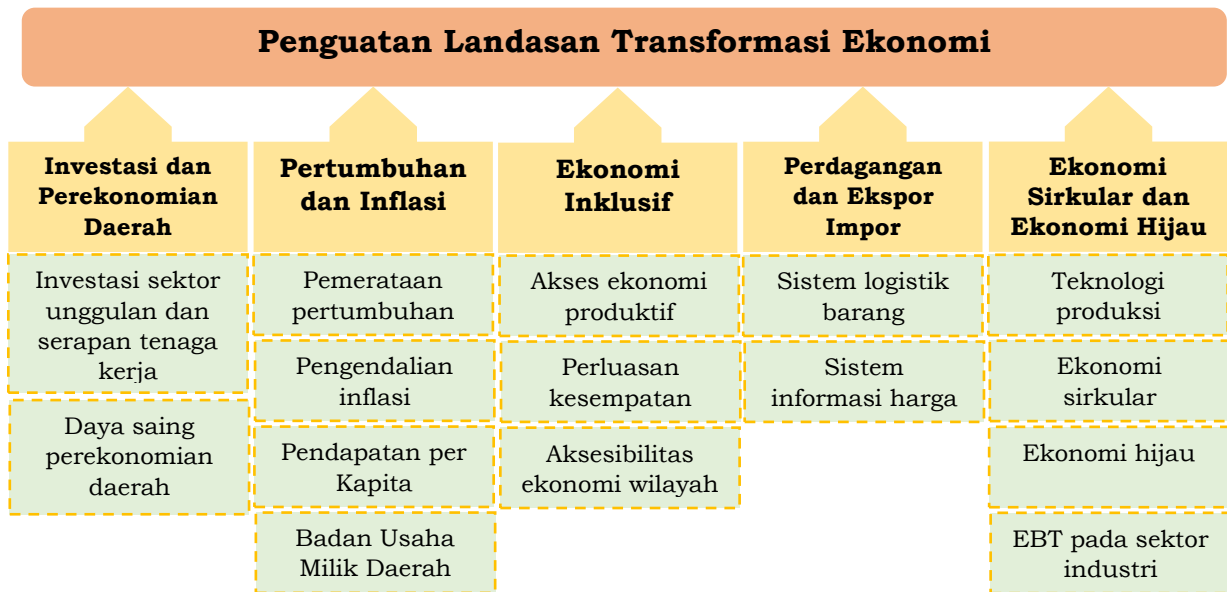 Penguatan Landasan Transformasi Ekonomi
Investasi dan
Perekonomian
Daerah
Investasi sektor
unggulan dan
serapan tenaga
kerja
Daya saing
perekonomian
daerah
Pertumbuhan
dan Inflasi
Pemerataan
pertumbuhan
Pengendalian
inflasi
Pendapatan per
Kapita
Badan Usaha
Milik Daerah
Ekonomi
Inklusif
Akses ekonomi
produktif
Perluasan
kesempatan
Aksesibilitas
ekonomi wilayah
Perdagangan
dan Ekspor
Impor
Sistem logistik
barang
Sistem
informasi harga
Ekonomi
Sirkular dan
Ekonomi Hijau
Teknologi
produksi
Ekonomi
sirkular
Ekonomi hijau
EBT pada sektor
industri